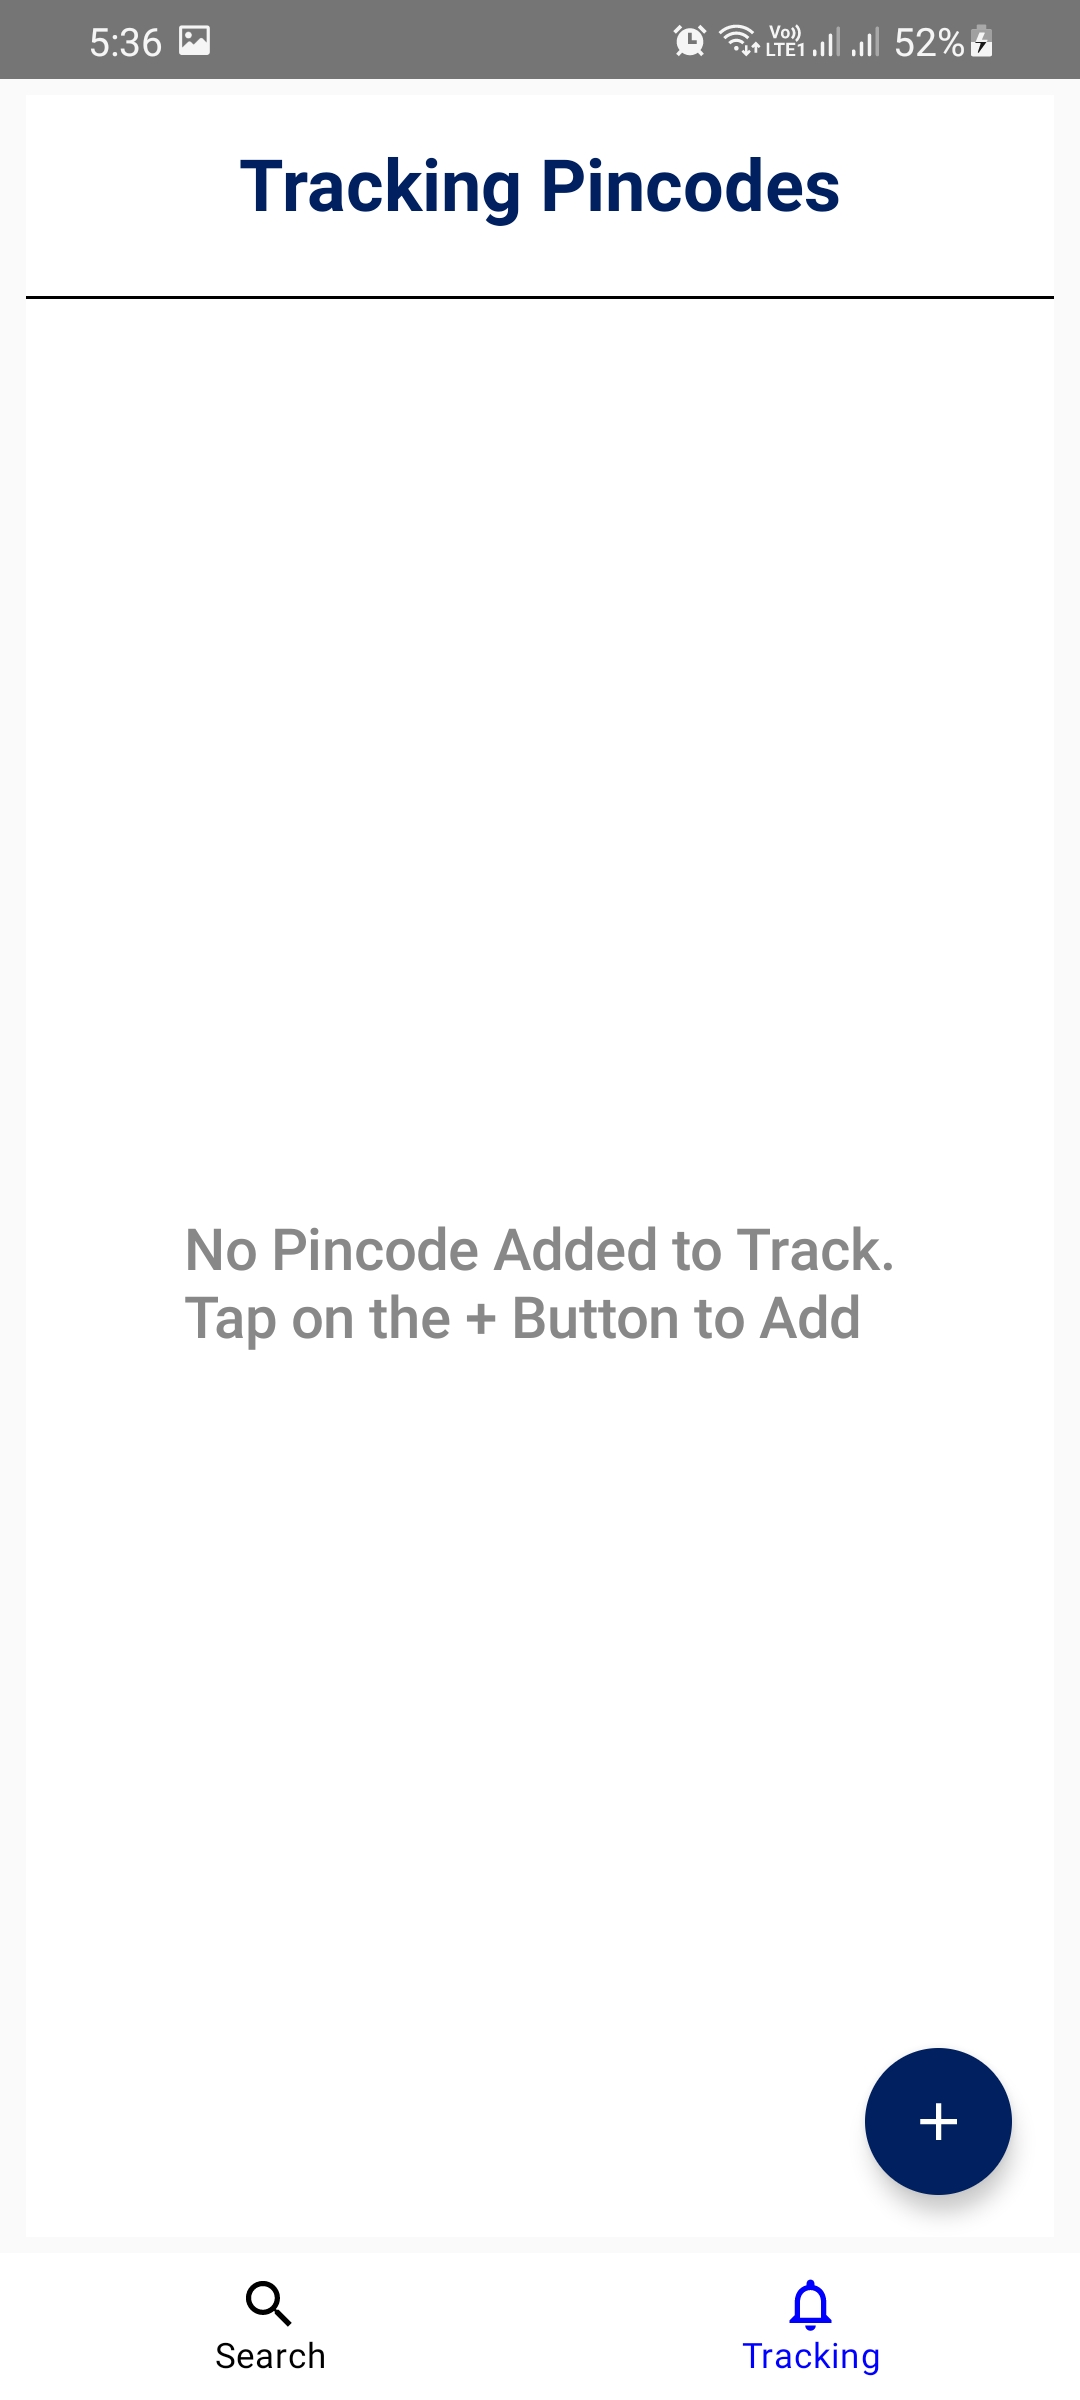 5:36
Vo)) LTE1 52%
Tracking Pincodes
No Pincode Added to Track.
Tap on the + Button to Add
+
Search
Tracking